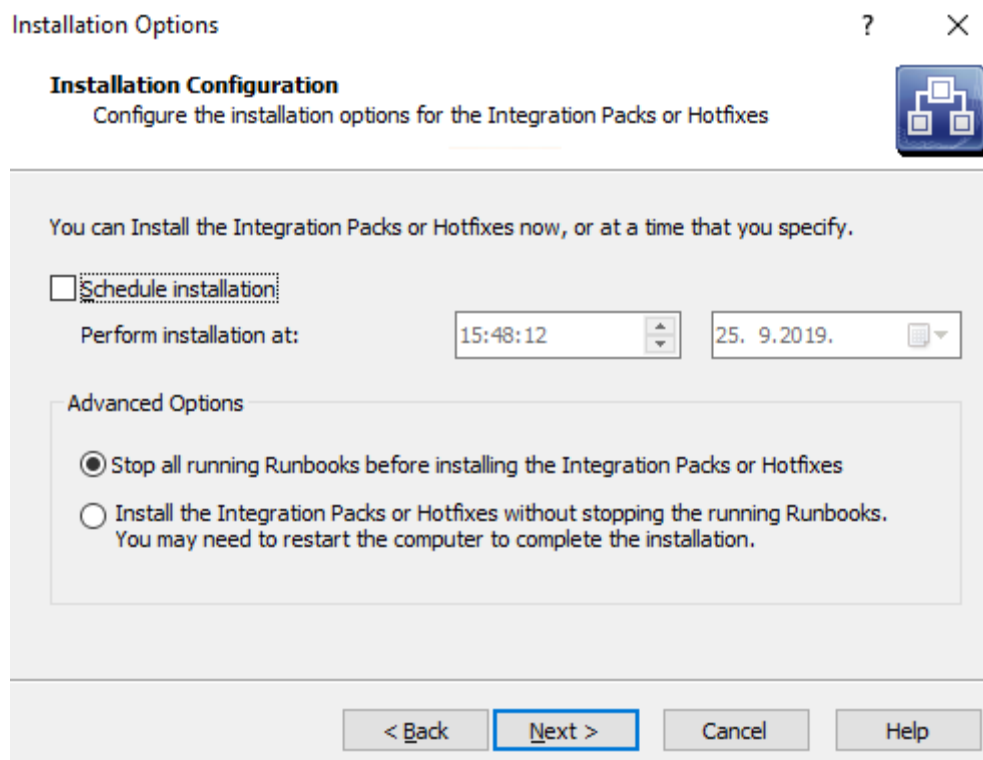 Installation Options
?
Installation Configuration
Configure the installation options for the Integration Packs or Hotfixes
You can Install the Integration Packs or Hotfixes now, or at a time that you specify.
Schedule installation
Perform installation at: 15:48:12 25. 9.2019.
Advanced Options
Stop all running Runbooks before installing the Integration Packs or Hotfixes
Install the Integration Packs or Hotfixes without stopping the running Runbooks.
You may need to restart the computer to complete the installation.
< Back Next > Cancel Help